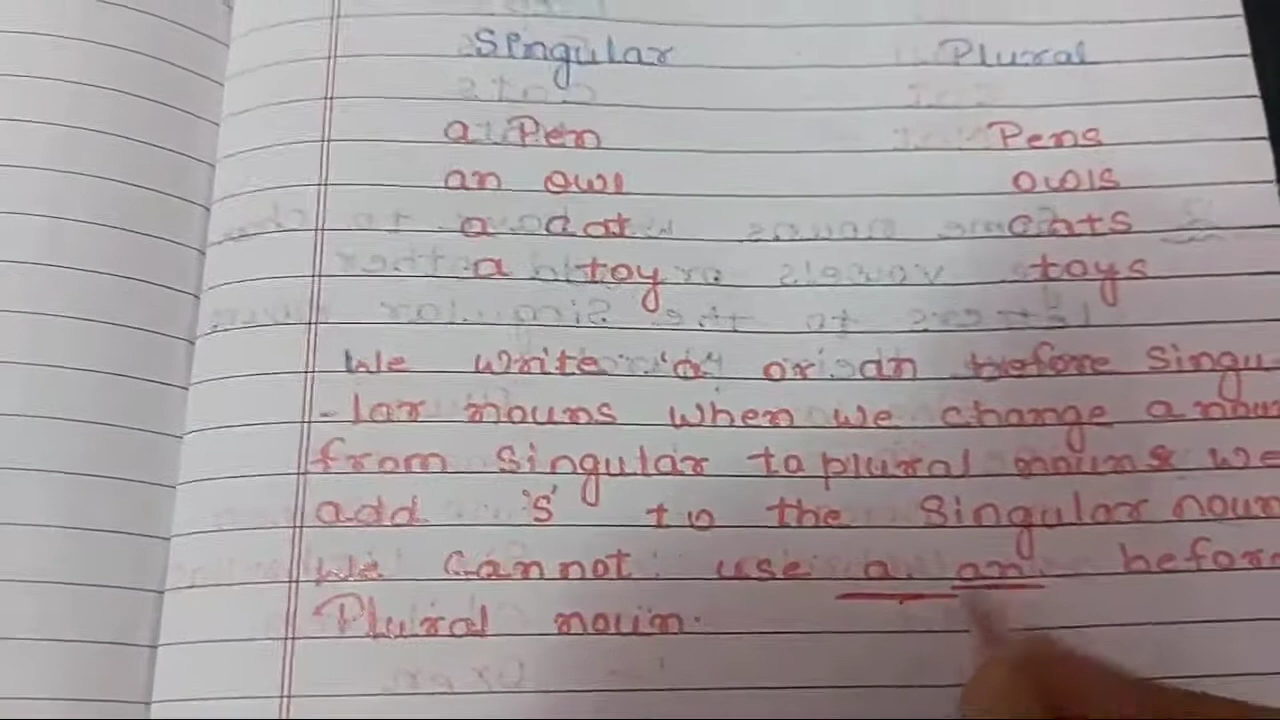 Singular Plural
a Pen Pens
an owl owls
a cat cats
a toy toys
We write 'a' or an before Singu
-lar nouns when we change a nou
from singular to plural nouns we
add 's' to the Singular noun
We cannot use a, an, befor
Plural noun.